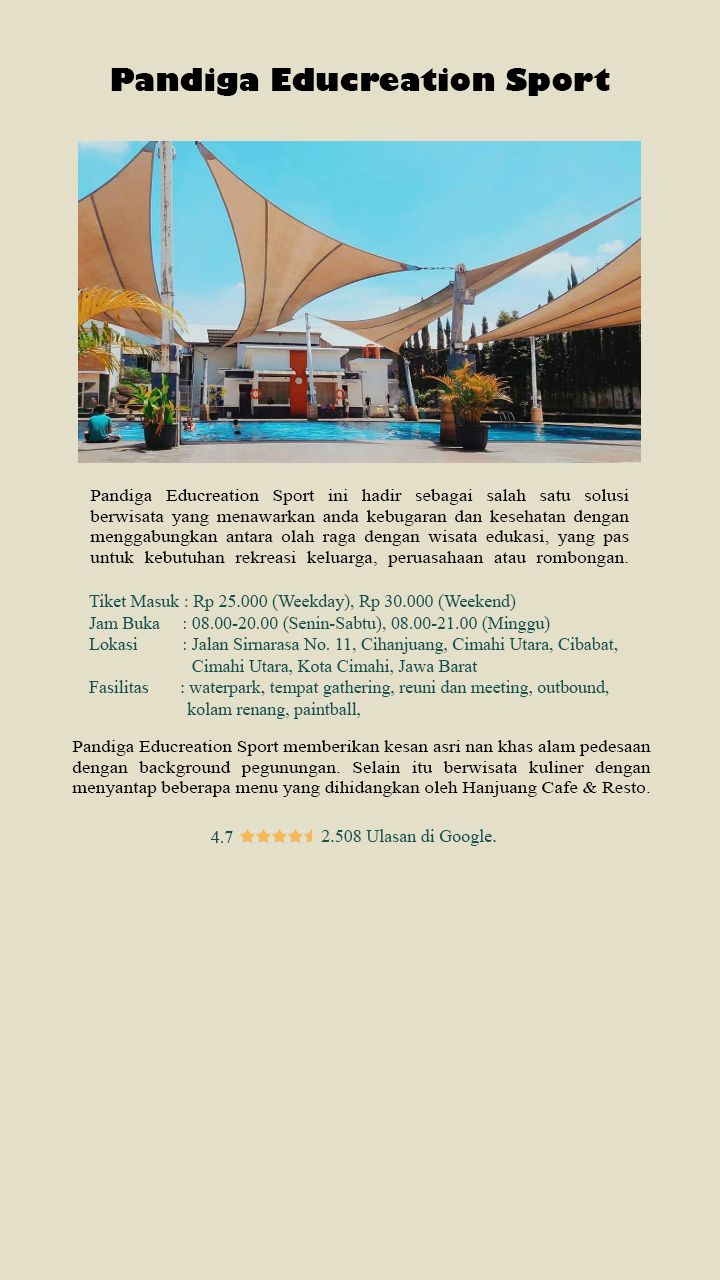 Pandiga Educreation Sport
Pandiga Educreation Sport ini hadir sebagai salah satu solusi
berwisata yang menawarkan anda kebugaran dan kesehatan dengan
menggabungkan antara olah raga dengan wisata edukasi, yang pas
untuk kebutuhan rekreasi keluarga, peruasahaan atau rombongan.
Tiket Masuk : Rp 25.000 (Weekday), Rp 30.000 (Weekend)
Jam Buka : 08.00-20.00 (Senin-Sabtu), 08.00-21.00 (Minggu)
Lokasi : Jalan Sirnarasa No. 11, Cihanjuang, Cimahi Utara, Cibabat,
Cimahi Utara, Kota Cimahi, Jawa Barat
Fasilitas : waterpark, tempat gathering, reuni dan meeting, outbound,
kolam renang, paintball,
Pandiga Educreation Sport memberikan kesan asri nan khas alam pedesaan
dengan background pegunungan. Selain itu berwisata kuliner dengan
menyantap beberapa menu yang dihidangkan oleh Hanjuang Cafe & Resto.
4.7 2.508 Ulasan di Google.